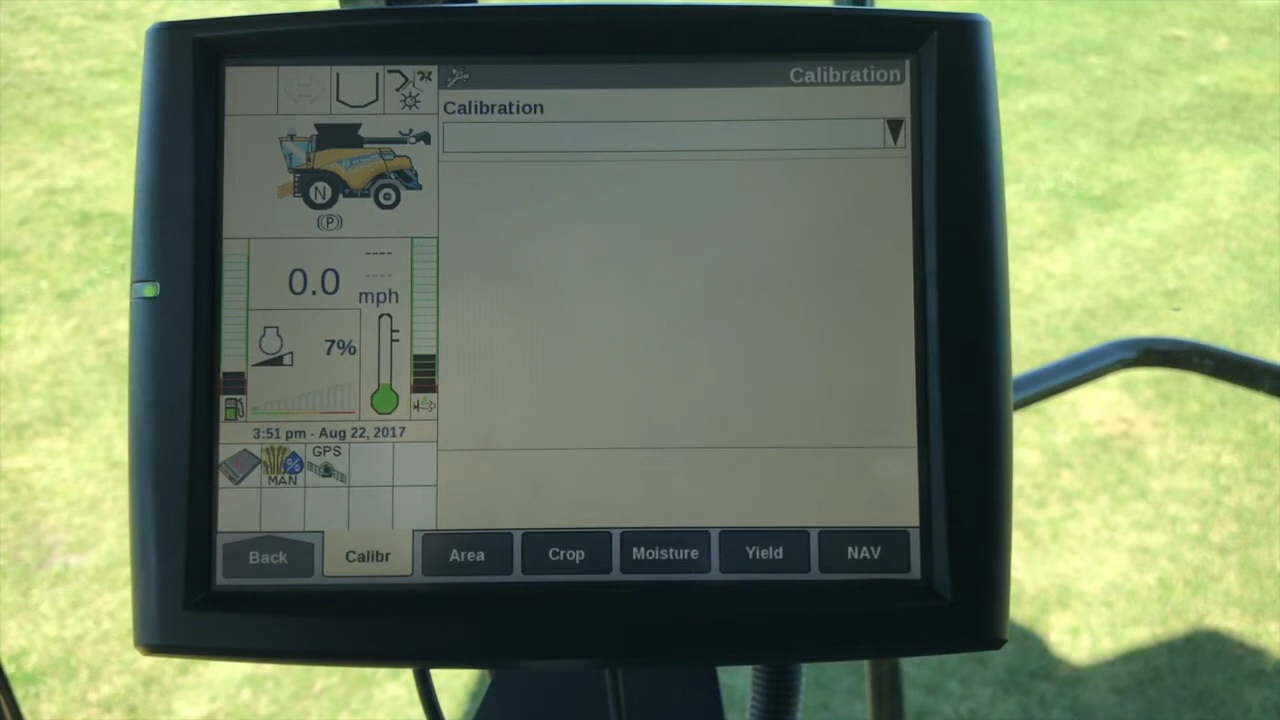 Calibration
Calibration
N
(P)
----
----
0.0
mph
7%
3:51 pm - Aug 22, 2017
GPS
%
MAN
Back
Calibr
Area
Crop
Moisture
Yield
NAV